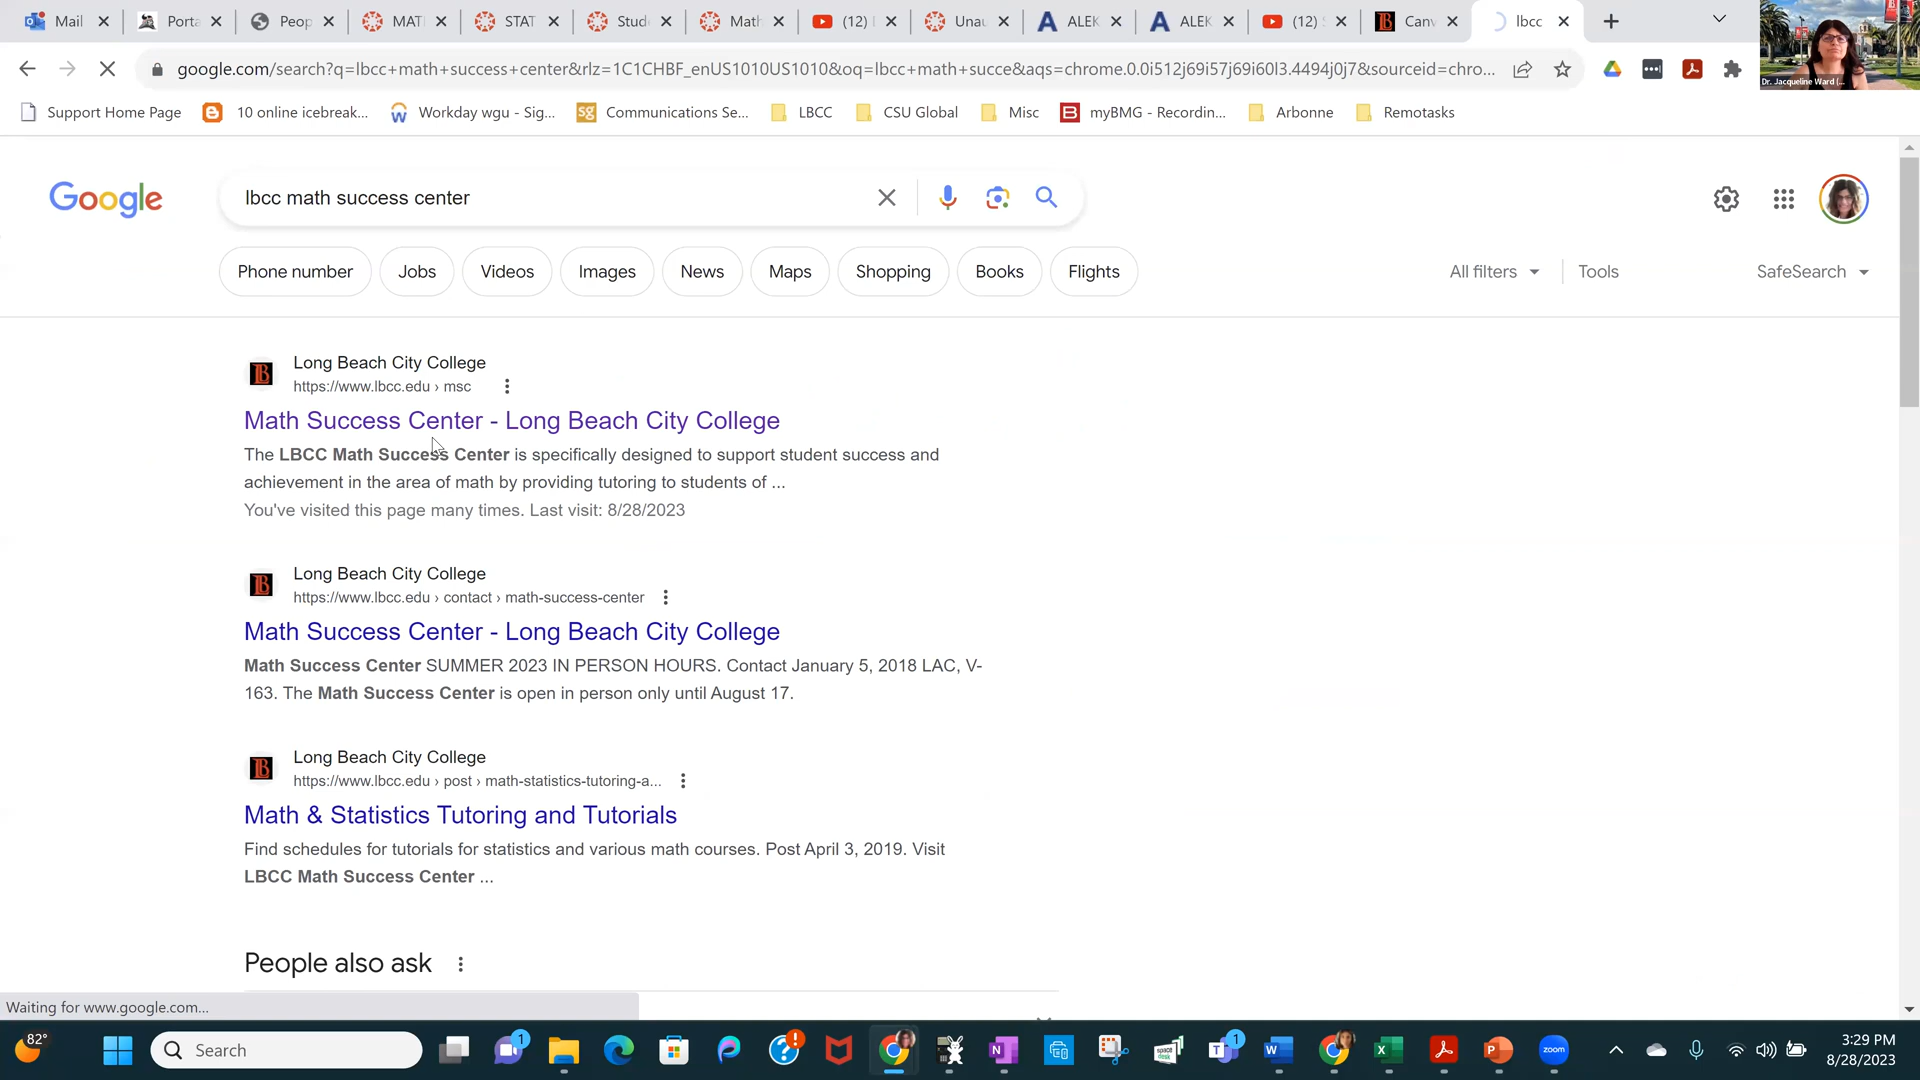 Mail
Porta
Peop
MATI
STAT
Stud
Math
(12)
Unau
ALEK
ALEK
(12)
Canv
lbcc
google.com/search?q=lbcc+math+success+center&rlz=1C1CHBF_enUS1010US1010&oq=lbcc+math+succe&aqs=chrome.0.0i512j69i57j69i60l3.4494j0j7&sourceid=chro...
Dr. Jacqueline Ward (...
Support Home Page
10 online icebreak...
Workday wgu - Sig...
Communications Se...
LBCC
CSU Global
Misc
myBMG - Recordin...
Arbonne
Remotasks
Google
lbcc math success center
Phone number
Jobs
Videos
Images
News
Maps
Shopping
Books
Flights
All filters
Tools
SafeSearch
Long Beach City College
https://www.lbcc.edu › msc
Math Success Center - Long Beach City College
The LBCC Math Success Center is specifically designed to support student success and
achievement in the area of math by providing tutoring to students of ...
You've visited this page many times. Last visit: 8/28/2023
Long Beach City College
https://www.lbcc.edu › contact › math-success-center
Math Success Center - Long Beach City College
Math Success Center SUMMER 2023 IN PERSON HOURS. Contact January 5, 2018 LAC, V-
163. The Math Success Center is open in person only until August 17.
Long Beach City College
https://www.lbcc.edu › post › math-statistics-tutoring-a...
Math & Statistics Tutoring and Tutorials
Find schedules for tutorials for statistics and various math courses. Post April 3, 2019. Visit
LBCC Math Success Center ...
People also ask
Waiting for www.google.com...
82°
Search
1
1
zoom
3:29 PM
8/28/2023